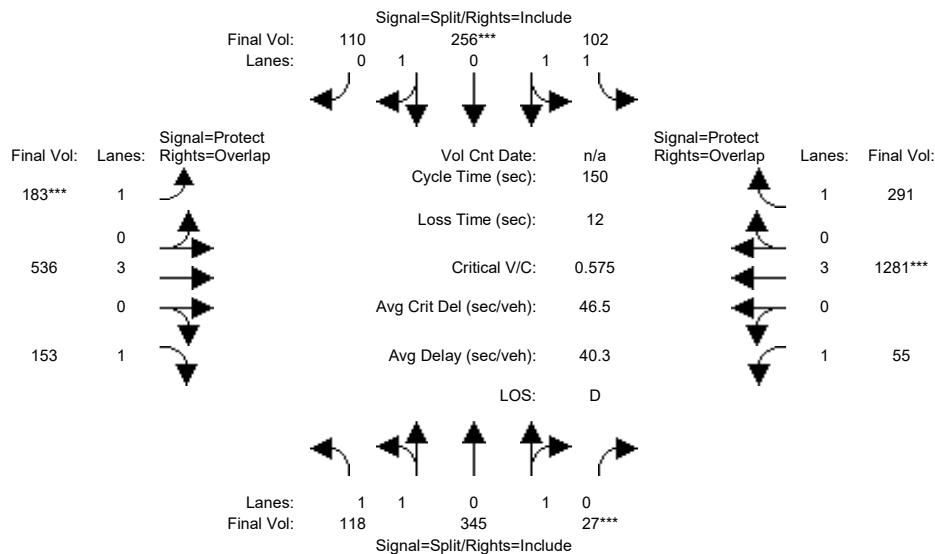 Signal=Split/Rights=Include
Final Vol: 110 256*** 102
Lanes: 0 1 0 1 1
Signal=Protect
Final Vol: Lanes: Rights=Overlap
Vol Cnt Date: n/a
Signal=Protect
Rights=Overlap Lanes: Final Vol:
Cycle Time (sec): 150
183*** 1
1 291
Loss Time (sec): 12
0
0
536 3
Critical V/C: 0.575
3 1281***
0
Avg Crit Del (sec/veh): 46.5
0
153 1
Avg Delay (sec/veh): 40.3
1 55
LOS: D
Lanes: 1 1 0 1 0
Final Vol: 118 345 27***
Signal=Split/Rights=Include